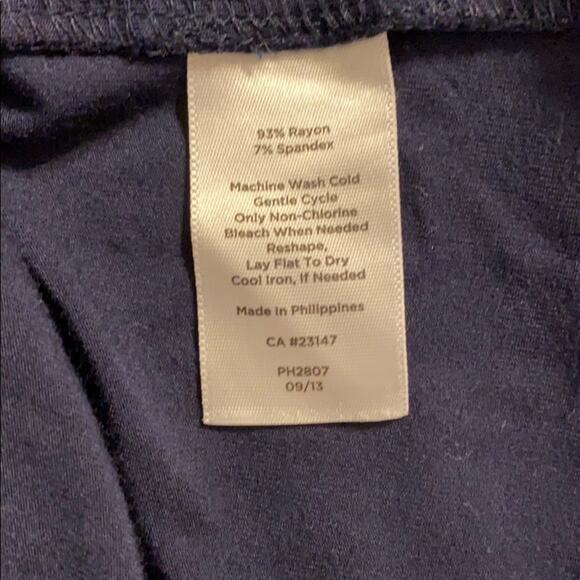 93% Rayon
7% Spandex
Machine Wash Cold
Gentle Cycle
Only Non-Chlorine
Bleach When Needed
Reshape,
Lay Flat To Dry
Cool Iron, If Needed
Made in Philippines
CA #23147
PH2807
09/13